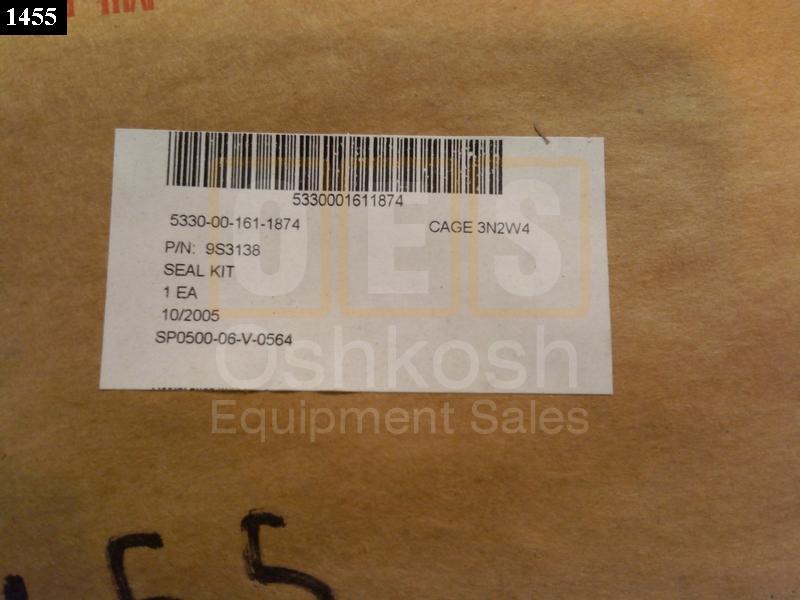 1455
5330001611874
5330-00-161-1874
CAGE 3N2W4
P/N: 9S3138
SEAL KIT
1 EA
10/2005
SP0500-06-V-0564
OES
Oshkosh
Equipment Sales
55